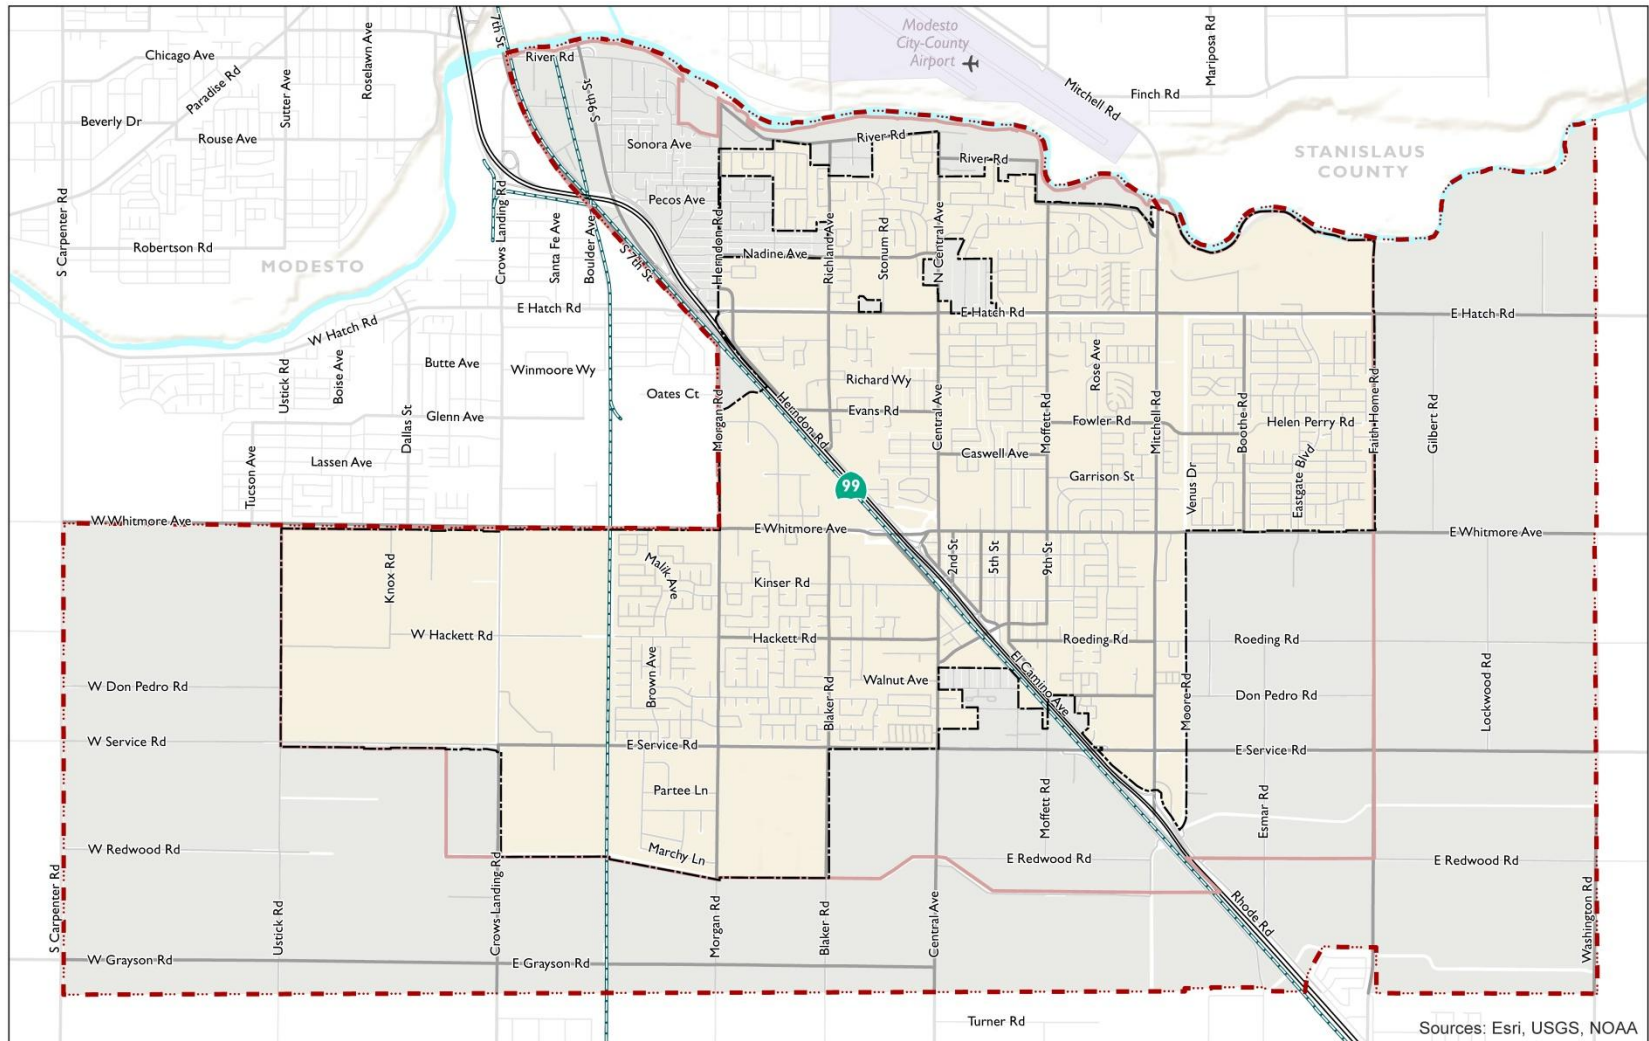 Chicago Ave
Paradise Rd
Sutter Ave
Roselawn Ave
7th St
River Rd
S 9th St
Modesto
City-County
Airport
Mitchell Rd
Finch Rd
Mariposa Rd
Beverly Dr
Rouse Ave
Sonora Ave
River Rd
River Rd
STANISLAUS
COUNTY
S Carpenter Rd
Robertson Rd
MODESTO
Crows Landing Rd
Santa Fe Ave
Boulder Ave
S 7th St
Pecos Ave
Herndon Rd
Nadine Ave
Richland Ave
Stonum Rd
N Central Ave
W Hatch Rd
E Hatch Rd
E Hatch Rd
E Hatch Rd
Ustick Rd
Boise Ave
Butte Ave
Winmoore Wy
Oates Ct
Richard Wy
Rose Ave
Glenn Ave
Dallas St
Morgan Rd
Herndon Rd
Evans Rd
Central Ave
Moffett Rd
Fowler Rd
Mitchell Rd
Boothe Rd
Helen Perry Rd
Faith Home Rd
Gilbert Rd
Tucson Ave
Lassen Ave
Caswell Ave
Garrison St
Venus Dr
Eastgate Blvd
99
W Whitmore Ave
E Whitmore Ave
E Whitmore Ave
Knox Rd
Malik Ave
Kinser Rd
2nd St
5th St
9th St
W Hackett Rd
Hackett Rd
Roeding Rd
Roeding Rd
W Don Pedro Rd
Brown Ave
Walnut Ave
El Camino Ave
Moore Rd
Don Pedro Rd
Lockwood Rd
Blaker Rd
W Service Rd
E Service Rd
E Service Rd
Partee Ln
Moffett Rd
Esmar Rd
W Redwood Rd
Marchy Ln
E Redwood Rd
E Redwood Rd
S Carpenter Rd
Ustick Rd
Crows Landing Rd
Morgan Rd
Blaker Rd
Central Ave
Rhode Rd
Washington Rd
W Grayson Rd
E Grayson Rd
Turner Rd
Sources: Esri, USGS, NOAA